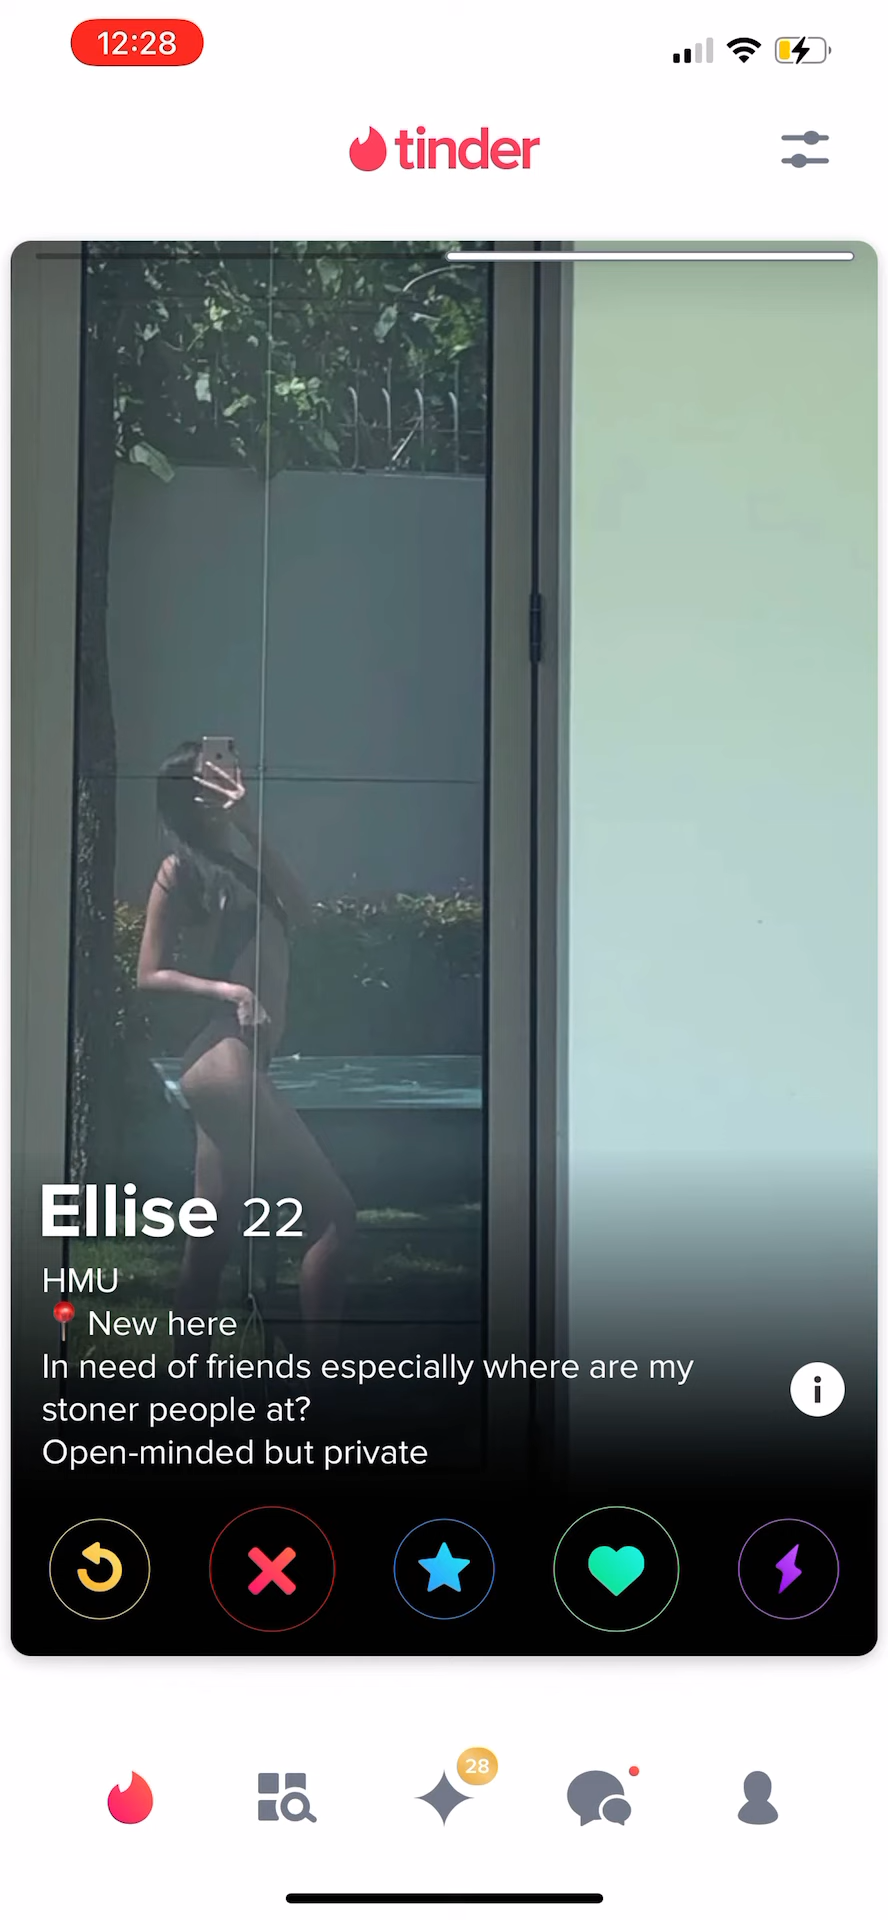 12:28
tinder
Ellise 22
HMU
📍 New here
In need of friends especially where are my
stoner people at?
Open-minded but private
i
28